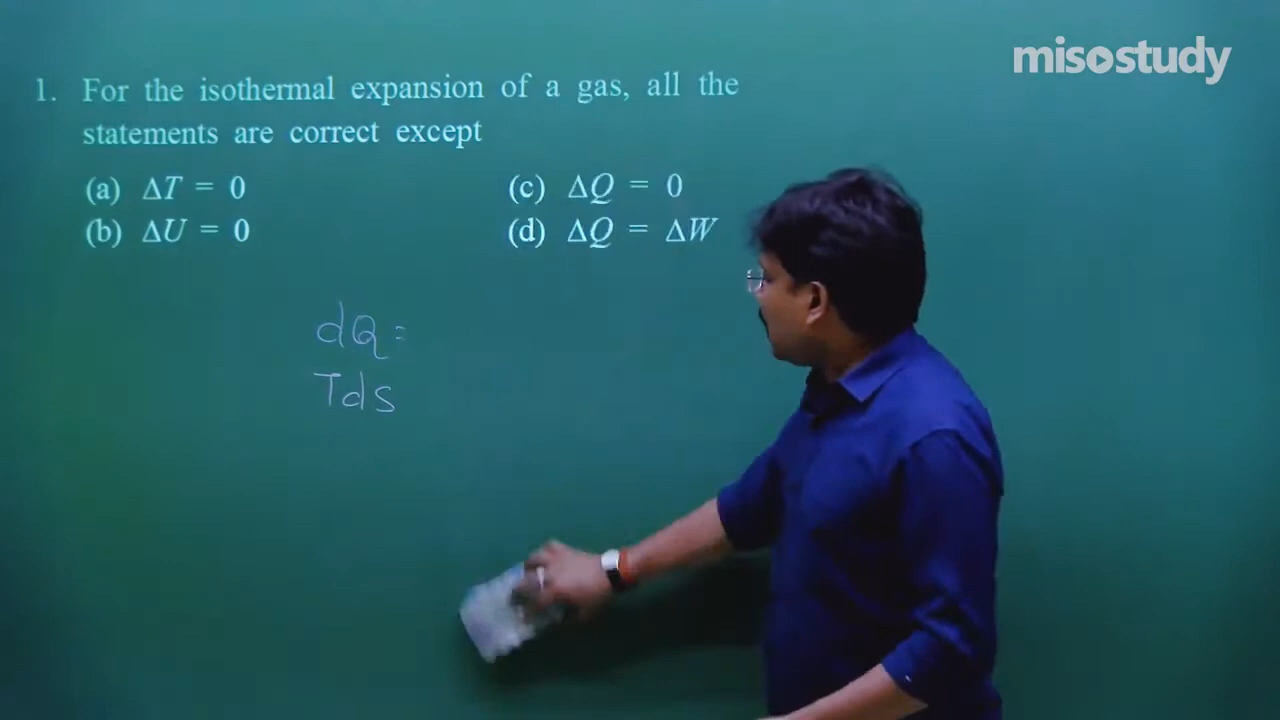 misostudy
1. For the isothermal expansion of a gas, all the
statements are correct except
(a) ΔT = 0
(c) ΔQ = 0
(b) ΔU = 0
(d) ΔQ = ΔW
dQ =
Tds